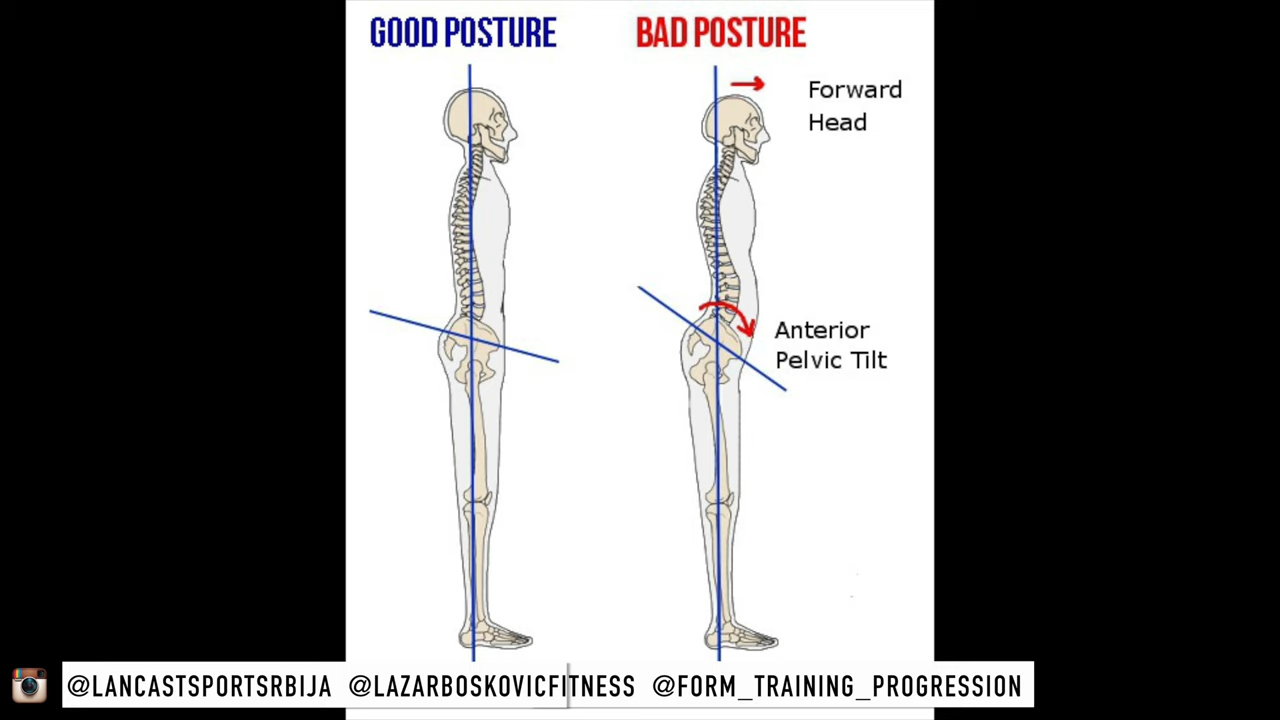 GOOD POSTURE
BAD POSTURE
Forward
Head
Anterior
Pelvic Tilt
@LANCASTSPORTSRBIJA @LAZARBOSKOVICFITNESS @FORM_TRAINING_PROGRESSION